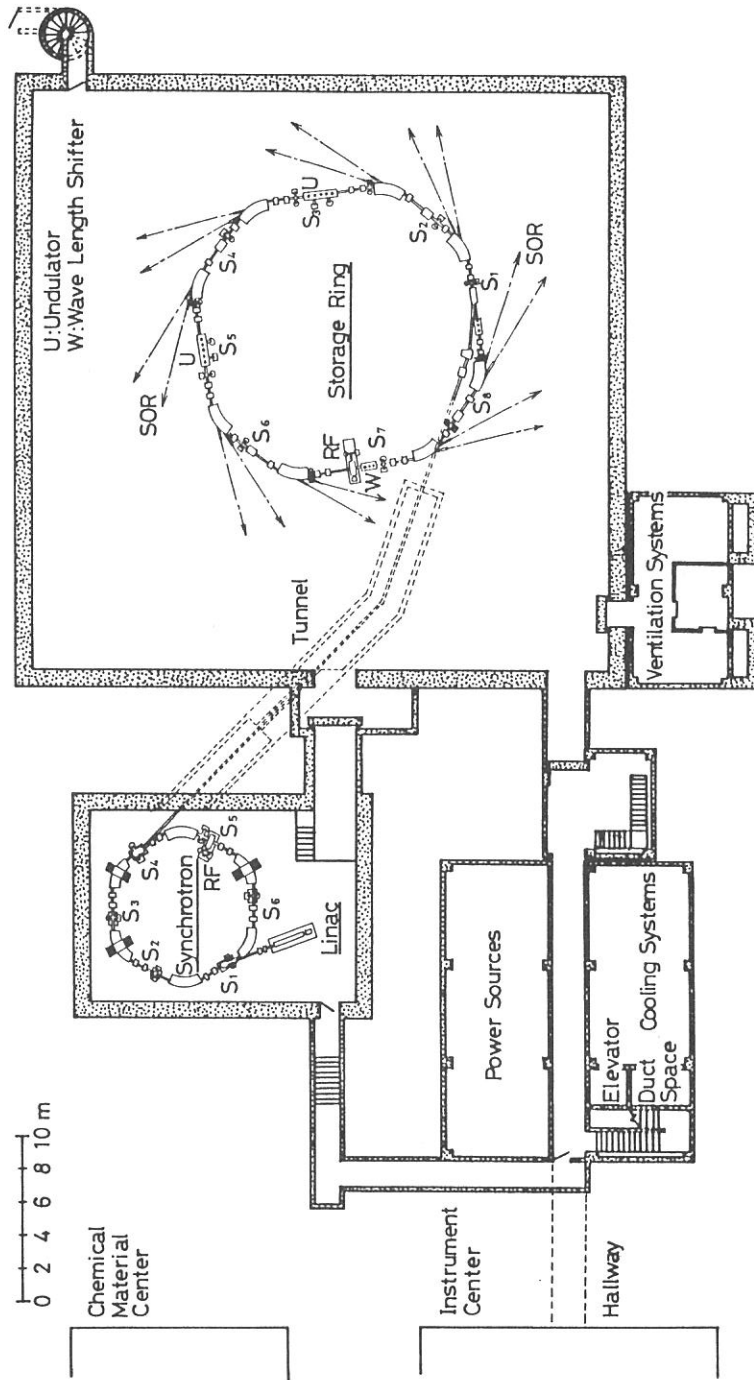 0 2 4 6 8 10 m
U:Undulator
W:Wave Length Shifter
Chemical
Material
Center
S3
S4
S2
Synchrotron
RF
S5
S1
S6
Linac
Tunnel
SOR
U
S5
S4
S6
Storage Ring
S3
U
RF
W
S7
S2
S8
S1
SOR
Instrument
Center
Power Sources
Hallway
Elevator
Duct
Space
Cooling Systems
Ventilation Systems